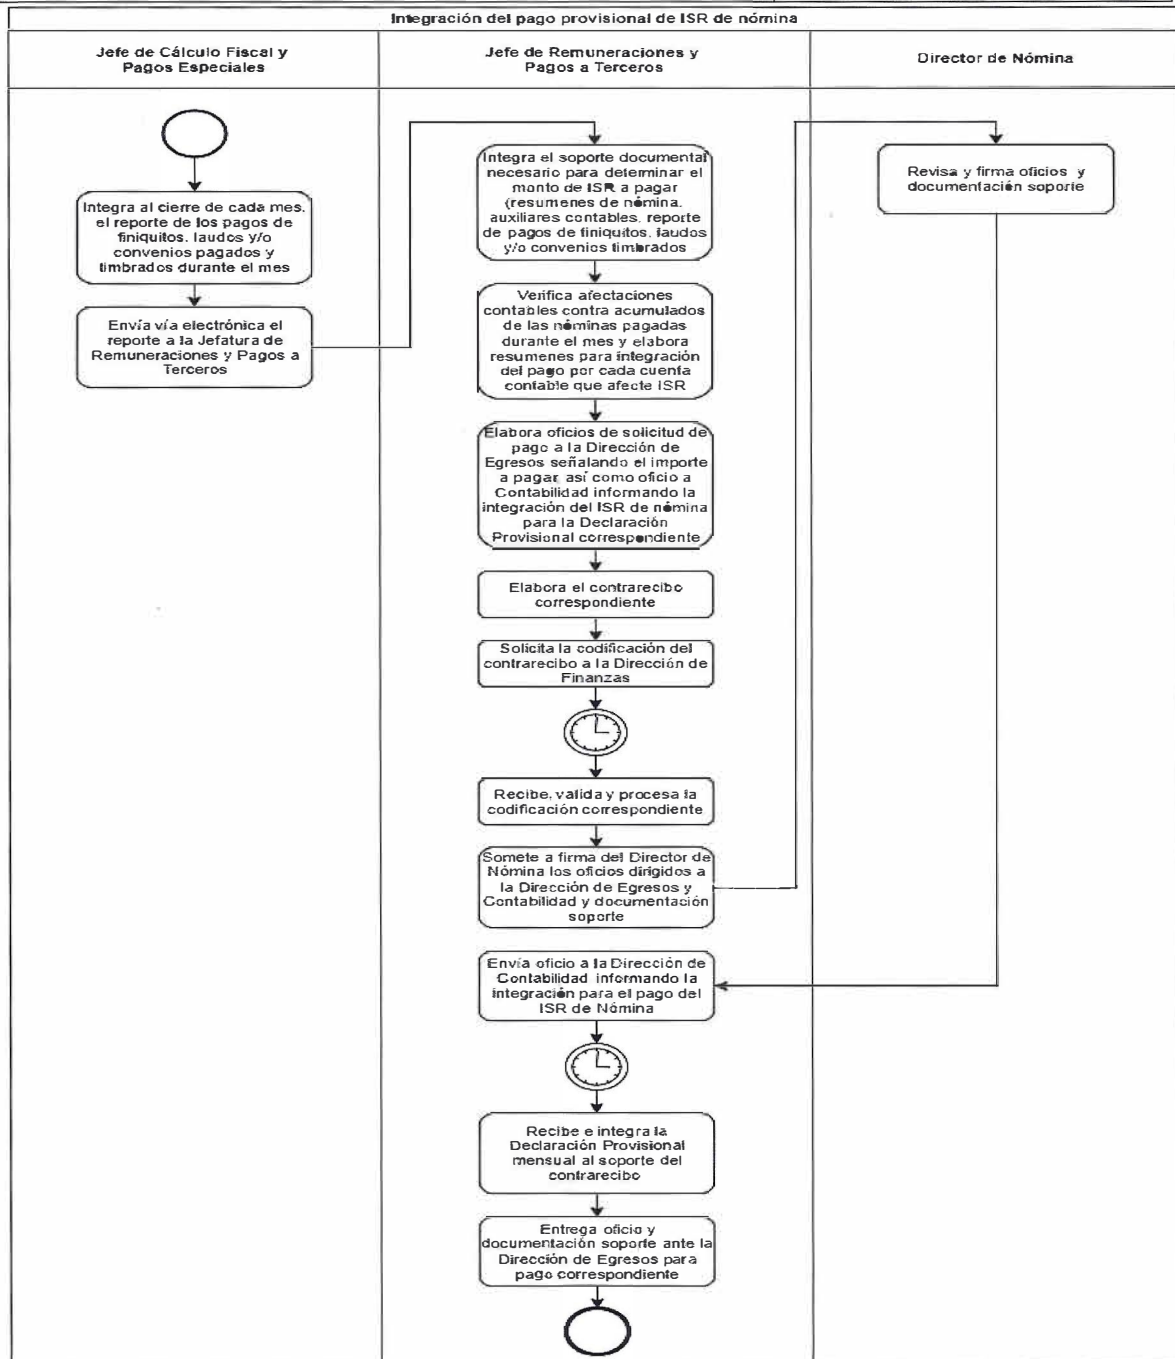 Integración del pago provisional de ISR de nómina
Jefe de Cálculo Fiscal y
Pagos Especiales
Jefe de Remuneraciones y
Pagos a Terceros
Director de Nómina
Integra al cierre de cada mes,
el reporte de los pagos de
finiquitos, laudos y/o
convenios pagados y
timbrados durante el mes
Envía vía electrónica el
reporte a la Jefatura de
Remuneraciones y Pagos a
Terceros
Integra el soporte documental
necesario para determinar el
monto de ISR a pagar
(resumenes de nómina,
auxiliares contables, reporte
de pagos de finiquitos, laudos
y/o convenios timbrados
Verifica afectaciones
contables contra acumulados
de las nóminas pagadas
durante el mes y elabora
resumenes para integración
del pago por cada cuenta
contable que afecte ISR
Elabora oficios de solicitud de
pago a la Dirección de
Egresos señalando el importe
a pagar, así como oficio a
Contabilidad informando la
integración del ISR de nómina
para la Declaración
Provisional correspondiente
Elabora el contrarecibo
correspondiente
Solicita la codificación del
contrarecibo a la Dirección de
Finanzas
Recibe, valida y procesa la
codificación correspondiente
Somete a firma del Director de
Nómina los oficios dirigidos a
la Dirección de Egresos y
Contabilidad y documentación
soporte
Revisa y firma oficios y
documentación soporte
Envía oficio a la Dirección de
Contabilidad informando la
integración para el pago del
ISR de Nómina
Recibe e integra la
Declaración Provisional
mensual al soporte del
contrarecibo
Entrega oficio y
documentación soporte ante la
Dirección de Egresos para
pago correspondiente